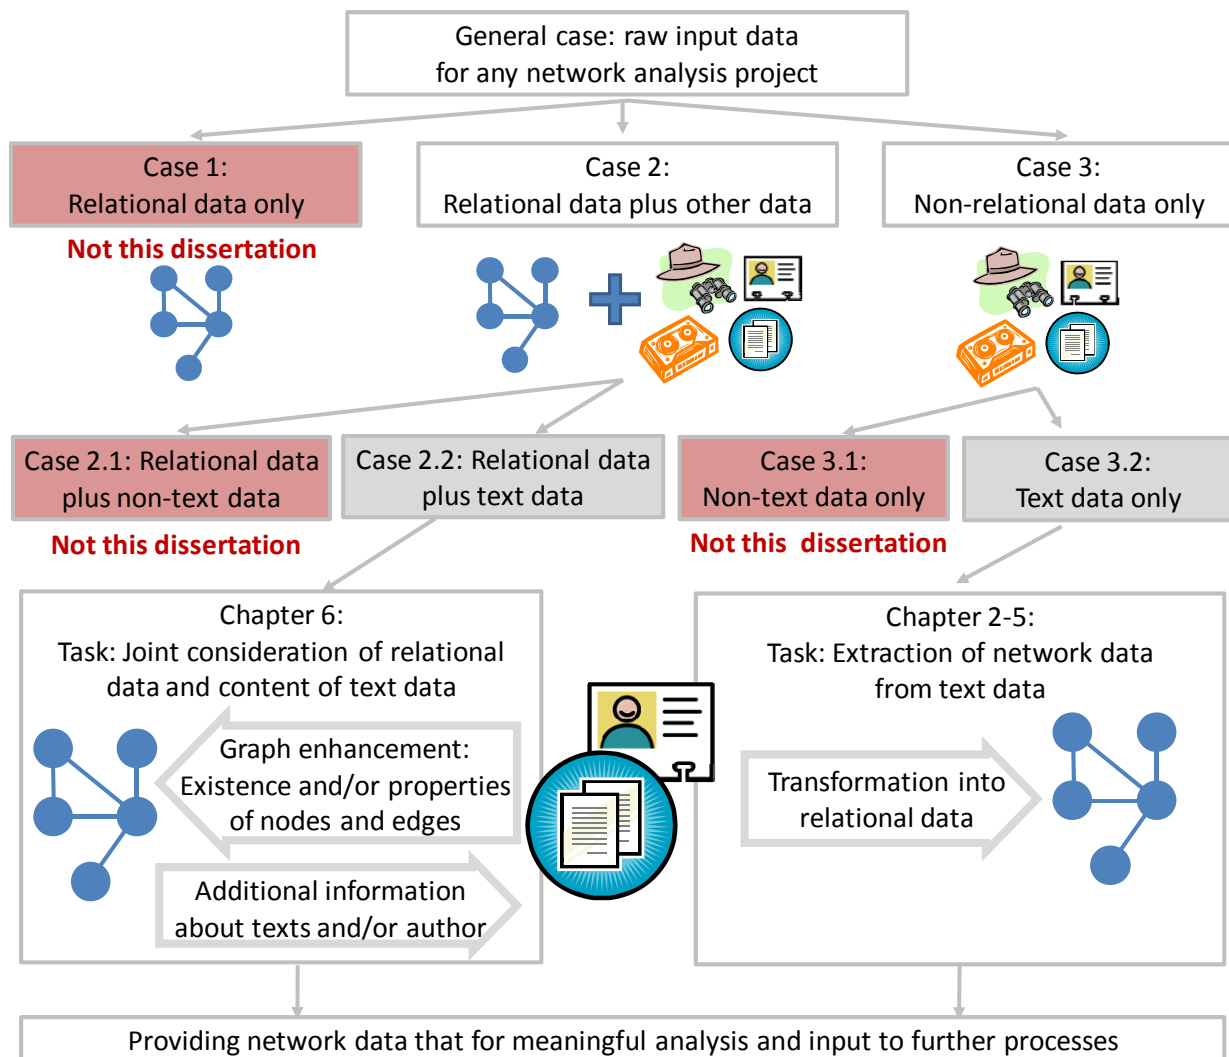 General case: raw input data
for any network analysis project
Case 1:
Relational data only
Case 2:
Relational data plus other data
Case 3:
Non-relational data only
Not this dissertation
Case 2.1: Relational data
plus non-text data
Case 2.2: Relational data
plus text data
Case 3.1:
Non-text data only
Case 3.2:
Text data only
Not this dissertation
Not this  dissertation
Chapter 6:
Task: Joint consideration of relational
data and content of text data
Graph enhancement:
Existence and/or properties
of nodes and edges
Additional information
about texts and/or author
Chapter 2-5:
Task: Extraction of network data
from text data
Transformation into
relational data
Providing network data that for meaningful analysis and input to further processes